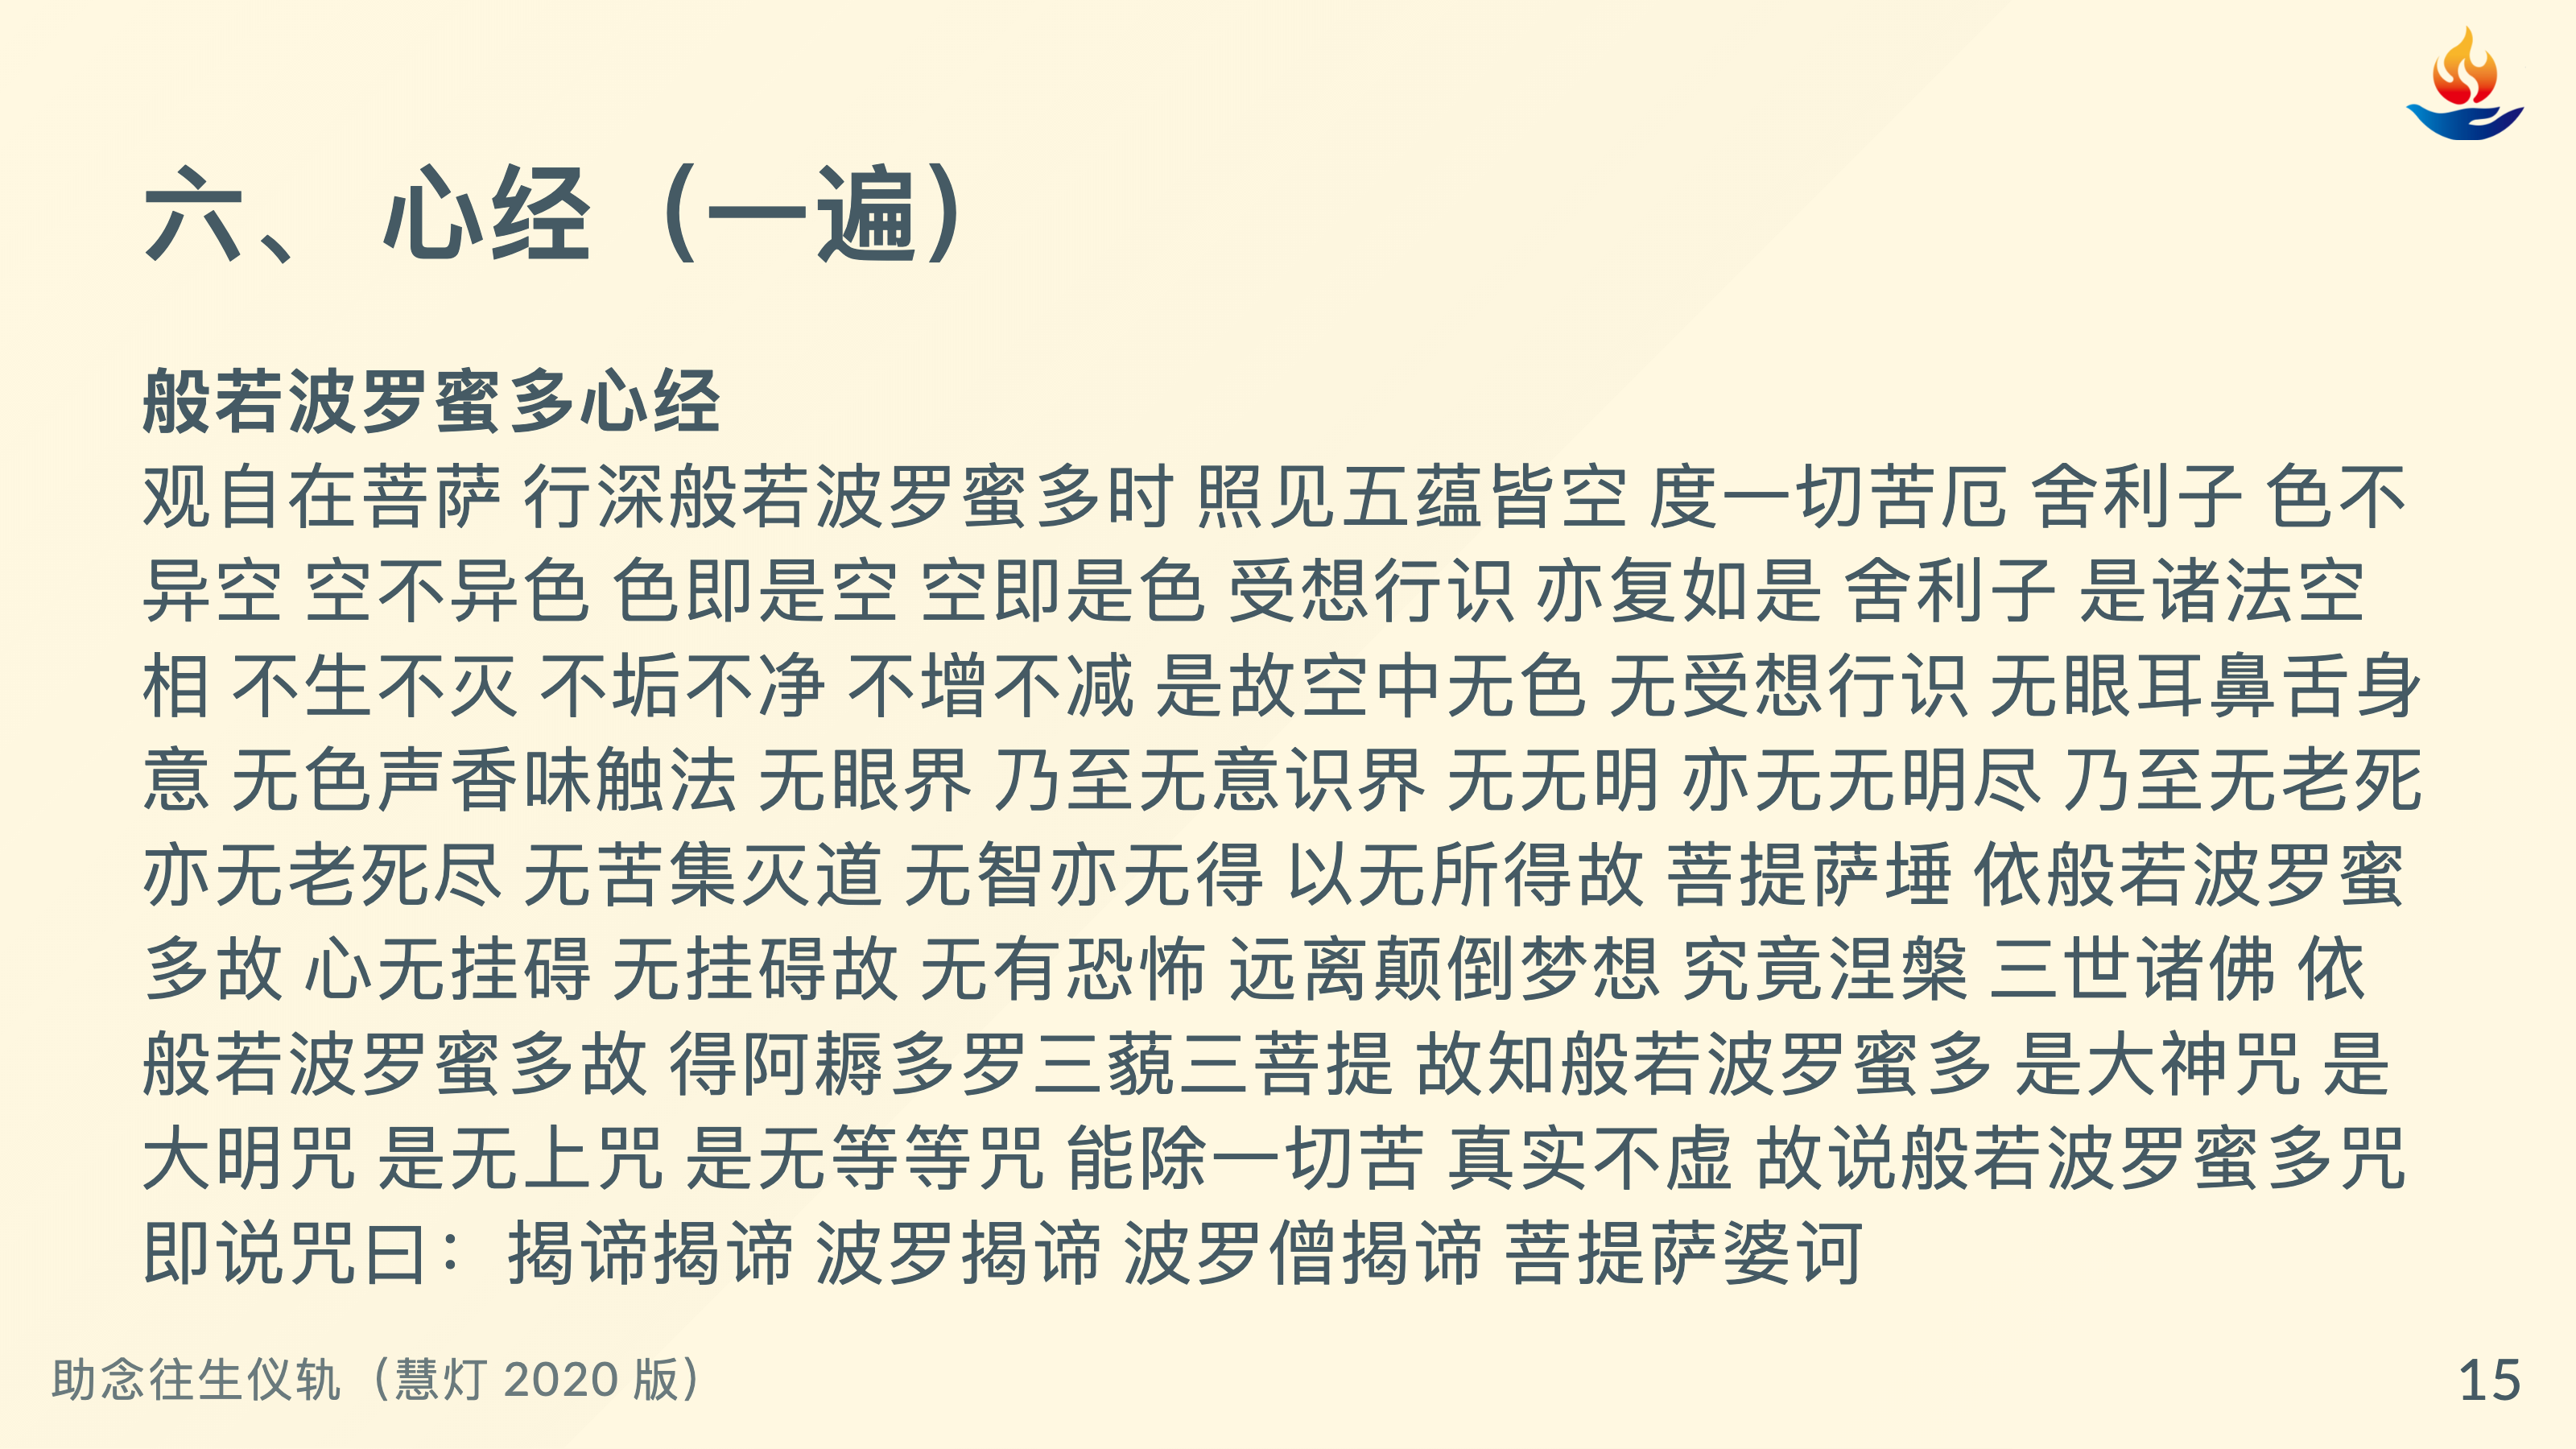 六、 心经（一遍）
般若波罗蜜多心经
观自在菩萨 行深般若波罗蜜多时 照见五蕴皆空 度一切苦厄 舍利子 色不
异空 空不异色 色即是空 空即是色 受想行识 亦复如是 舍利子 是诸法空
相 不生不灭 不垢不净 不增不减 是故空中无色 无受想行识 无眼耳鼻舌身
意 无色声香味触法 无眼界 乃至无意识界 无无明 亦无无明尽 乃至无老死
亦无老死尽 无苦集灭道 无智亦无得 以无所得故 菩提萨埵 依般若波罗蜜
多故 心无挂碍 无挂碍故 无有恐怖 远离颠倒梦想 究竟涅槃 三世诸佛 依
般若波罗蜜多故 得阿耨多罗三藐三菩提 故知般若波罗蜜多 是大神咒 是
大明咒 是无上咒 是无等等咒 能除一切苦 真实不虚 故说般若波罗蜜多咒
即说咒曰： 揭谛揭谛 波罗揭谛 波罗僧揭谛 菩提萨婆诃
助念往生仪轨（慧灯 2020 版）
15